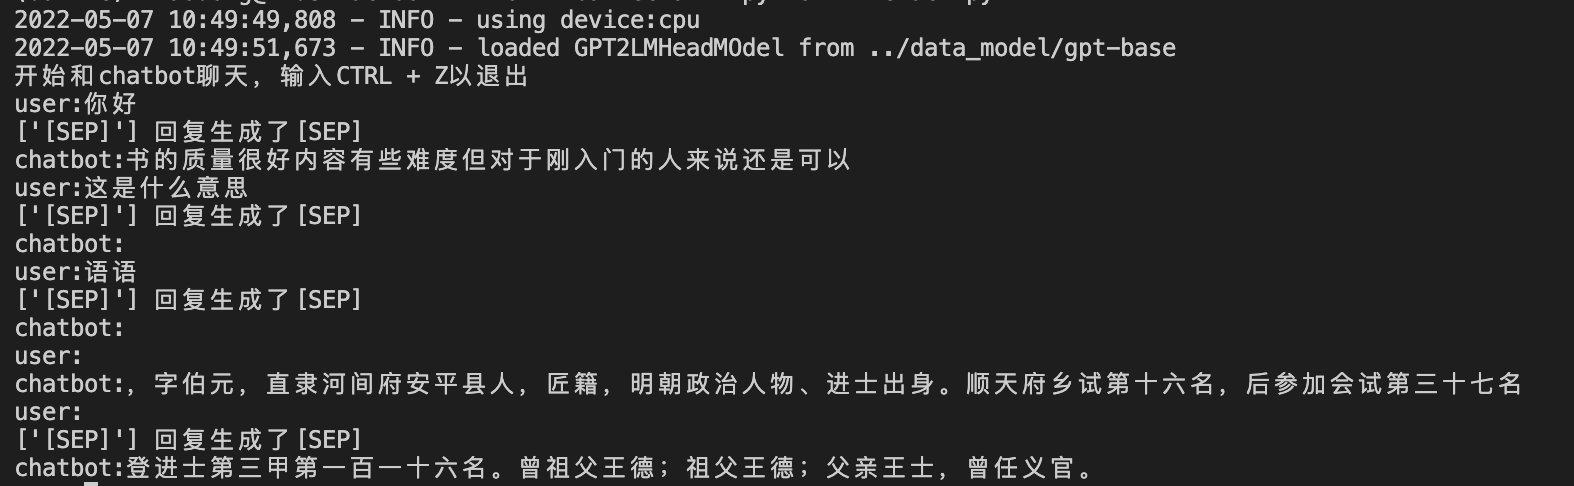 2022-05-07 10:49:49,808 - INFO - using device:cpu
2022-05-07 10:49:51,673 - INFO - loaded GPT2LMHeadMOdel from ../data_model/gpt-base
开始和chatbot聊天，输入CTRL + Z以退出
user:你好
['[SEP]'] 回复生成了[SEP]
chatbot:书的质量很好内容有些难度但对于刚入门的人来说还是可以
user:这是什么意思
['[SEP]'] 回复生成了[SEP]
chatbot:
user:语语
['[SEP]'] 回复生成了[SEP]
chatbot:
user:
chatbot:，字伯元，直隶河间府安平县人，匠籍，明朝政治人物、进士出身。顺天府乡试第十六名，后参加会试第三十七名
user:
['[SEP]'] 回复生成了[SEP]
chatbot:登进士第三甲第一百一十六名。曾祖父王德；祖父王德；父亲王士，曾任义官。